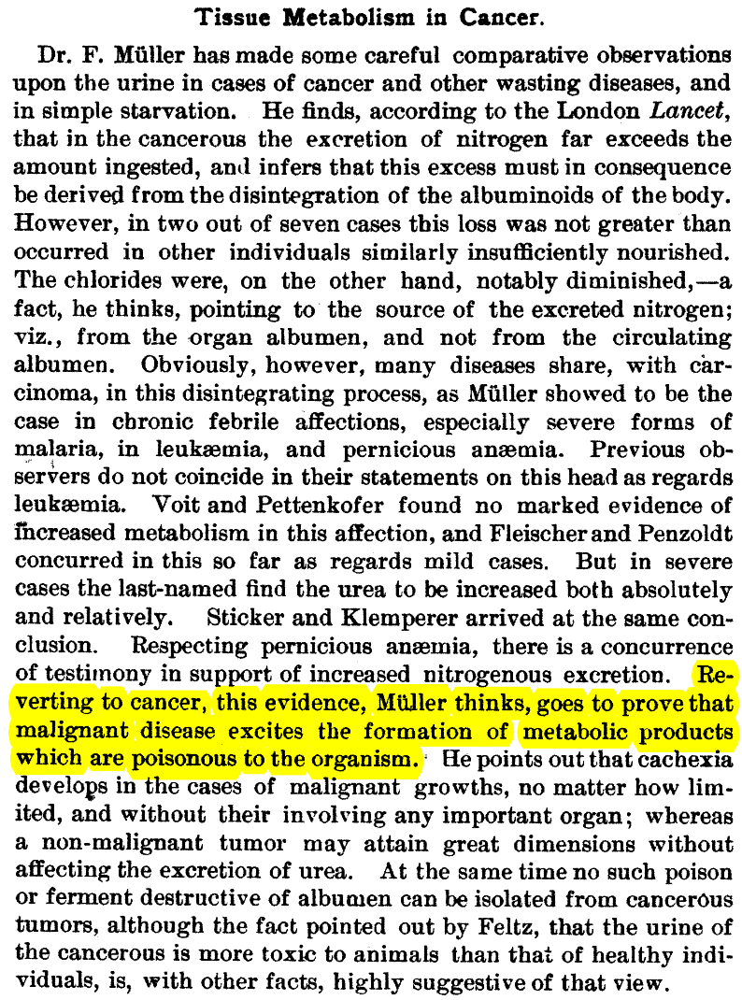 Tissue Metabolism in Cancer.
Dr. F. Müller has made some careful comparative observations
upon the urine in cases of cancer and other wasting diseases, and
in simple starvation. He finds, according to the London Lancet,
that in the cancerous the excretion of nitrogen far exceeds the
amount ingested, and infers that this excess must in consequence
be derived from the disintegration of the albuminoids of the body.
However, in two out of seven cases this loss was not greater than
occurred in other individuals similarly insufficiently nourished.
The chlorides were, on the other hand, notably diminished,—a
fact, he thinks, pointing to the source of the excreted nitrogen;
viz., from the organ albumen, and not from the circulating
albumen. Obviously, however, many diseases share, with car-
cinoma, in this disintegrating process, as Müller showed to be the
case in chronic febrile affections, especially severe forms of
malaria, in leukæmia, and pernicious anæmia. Previous ob-
servers do not coincide in their statements on this head as regards
leukæmia. Voit and Pettenkofer found no marked evidence of
increased metabolism in this affection, and Fleischer and Penzoldt
concurred in this so far as regards mild cases. But in severe
cases the last-named find the urea to be increased both absolutely
and relatively. Sticker and Klemperer arrived at the same con-
clusion. Respecting pernicious anæmia, there is a concurrence
of testimony in support of increased nitrogenous excretion. Re-
verting to cancer, this evidence, Müller thinks, goes to prove that
malignant disease excites the formation of metabolic products
which are poisonous to the organism. He points out that cachexia
develops in the cases of malignant growths, no matter how lim-
ited, and without their involving any important organ; whereas
a non-malignant tumor may attain great dimensions without
affecting the excretion of urea. At the same time no such poison
or ferment destructive of albumen can be isolated from cancerous
tumors, although the fact pointed out by Feltz, that the urine of
the cancerous is more toxic to animals than that of healthy indi-
viduals, is, with other facts, highly suggestive of that view.